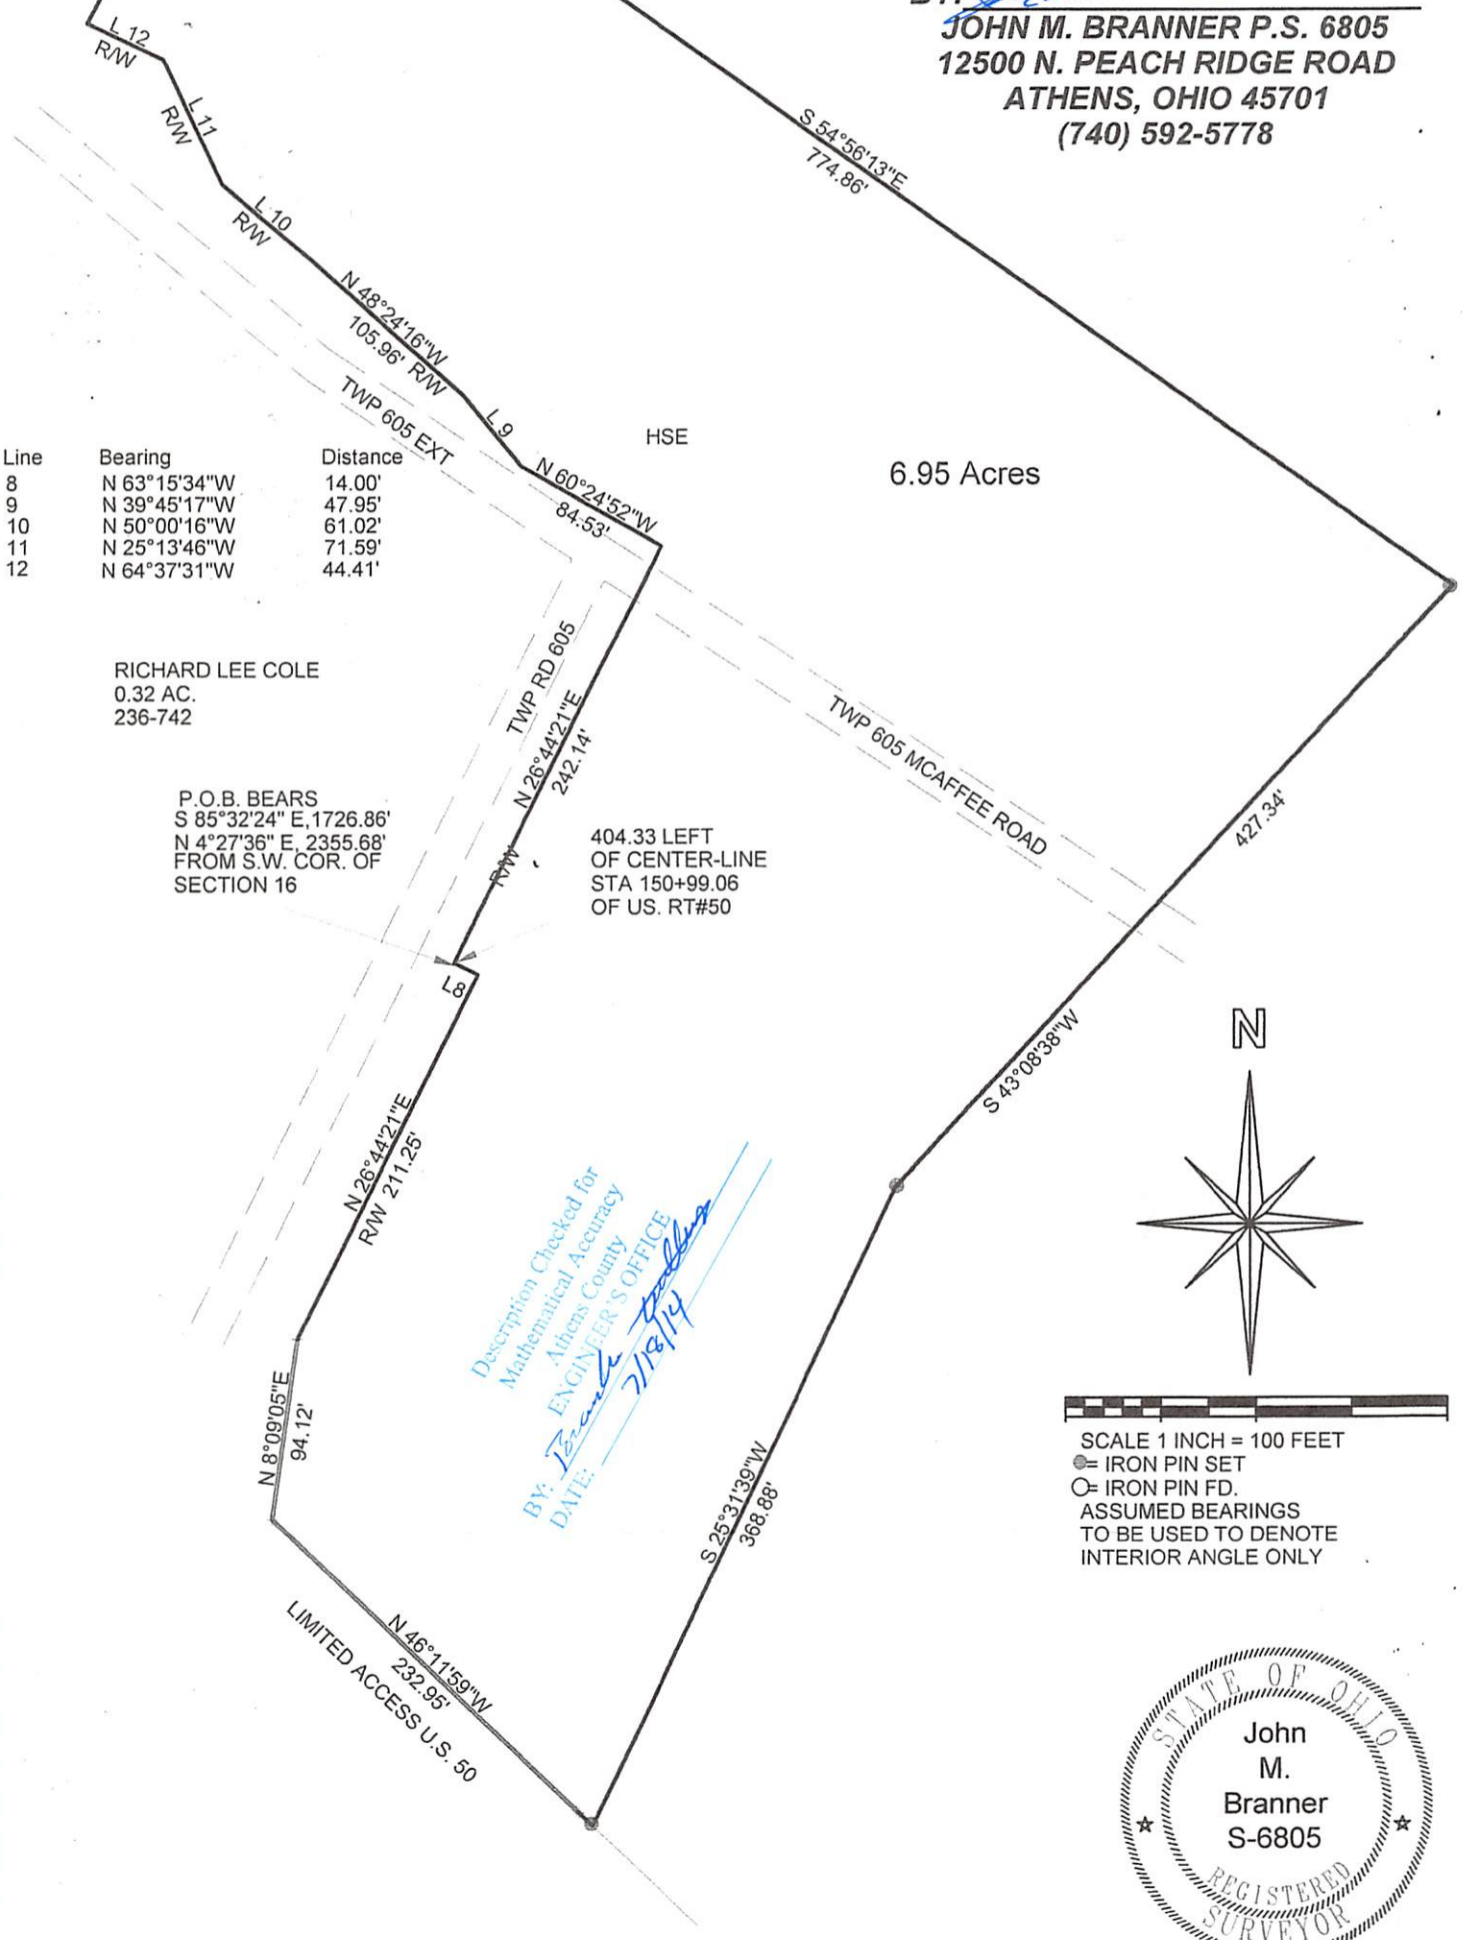 JOHN M. BRANNER P.S. 6805
12500 N. PEACH RIDGE ROAD
ATHENS, OHIO 45701
(740) 592-5778
L 12
R/W
L 11
R/W
L 10
R/W
S 54°56'13"E
774.86'
N 48°24'16"W
105.96' R/W
TWP 605 EXT
L 9
HSE
N 60°24'52"W
84.53'
6.95 Acres
Line Bearing Distance
8 N 63°15'34"W 14.00'
9 N 39°45'17"W 47.95'
10 N 50°00'16"W 61.02'
11 N 25°13'46"W 71.59'
12 N 64°37'31"W 44.41'
RICHARD LEE COLE
0.32 AC.
236-742
TWP RD 605
N 26°44'21"E
242.14'
R/W
TWP 605 MCAFFEE ROAD
427.34'
S 43°08'38"W
P.O.B. BEARS
S 85°32'24" E,1726.86'
N 4°27'36" E, 2355.68'
FROM S.W. COR. OF
SECTION 16
404.33 LEFT
OF CENTER-LINE
STA 150+99.06
OF US. RT#50
L8
N
N 26°44'21"E
R/W 211.25'
Description Checked for
Mathematical Accuracy
Athens County
ENGINEER'S OFFICE
BY:
DATE: 7/18/14
N 8°09'05"E
94.12'
S 25°31'39"W
368.88'
N 46°11'59"W
232.95'
LIMITED ACCESS U.S. 50
SCALE 1 INCH = 100 FEET
= IRON PIN SET
= IRON PIN FD.
ASSUMED BEARINGS
TO BE USED TO DENOTE
INTERIOR ANGLE ONLY
STATE OF OHIO
John
M.
Branner
S-6805
REGISTERED
SURVEYOR